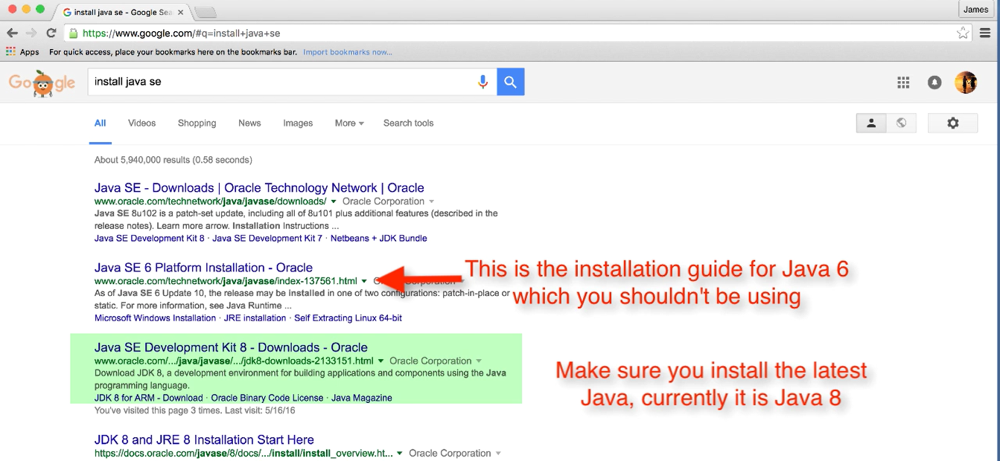 install java se - Google Sea
James
https://www.google.com/#q=install+java+se
Apps For quick access, place your bookmarks here on the bookmarks bar. Import bookmarks now...
Google
install java se
All Videos Shopping News Images More Search tools
About 5,940,000 results (0.58 seconds)
Java SE - Downloads | Oracle Technology Network | Oracle
www.oracle.com/technetwork/java/javase/downloads/ Oracle Corporation
Java SE 8u102 is a patch-set update, including all of 8u101 plus additional features (described in the
release notes). Learn more arrow. Installation Instructions ...
Java SE Development Kit 8 · Java SE Development Kit 7 · Netbeans + JDK Bundle
Java SE 6 Platform Installation - Oracle
www.oracle.com/technetwork/java/javase/index-137561.html Corporation
As of Java SE 6 Update 10, the release may be installed in one of two configurations: patch-in-place or
static. For more information, see Java Runtime ...
Microsoft Windows Installation · JRE installation · Self Extracting Linux 64-bit
This is the installation guide for Java 6
which you shouldn't be using
Java SE Development Kit 8 - Downloads - Oracle
www.oracle.com/.../java/javase/.../jdk8-downloads-2133151.html Oracle Corporation
Download JDK 8, a development environment for building applications and components using the Java
programming language.
JDK 8 for ARM - Download · Oracle Binary Code License · Java Magazine
You've visited this page 3 times. Last visit: 5/16/16
Make sure you install the latest
Java, currently it is Java 8
JDK 8 and JRE 8 Installation Start Here
https://docs.oracle.com/javase/8/docs/.../install/install_overview.ht... Oracle Corporation